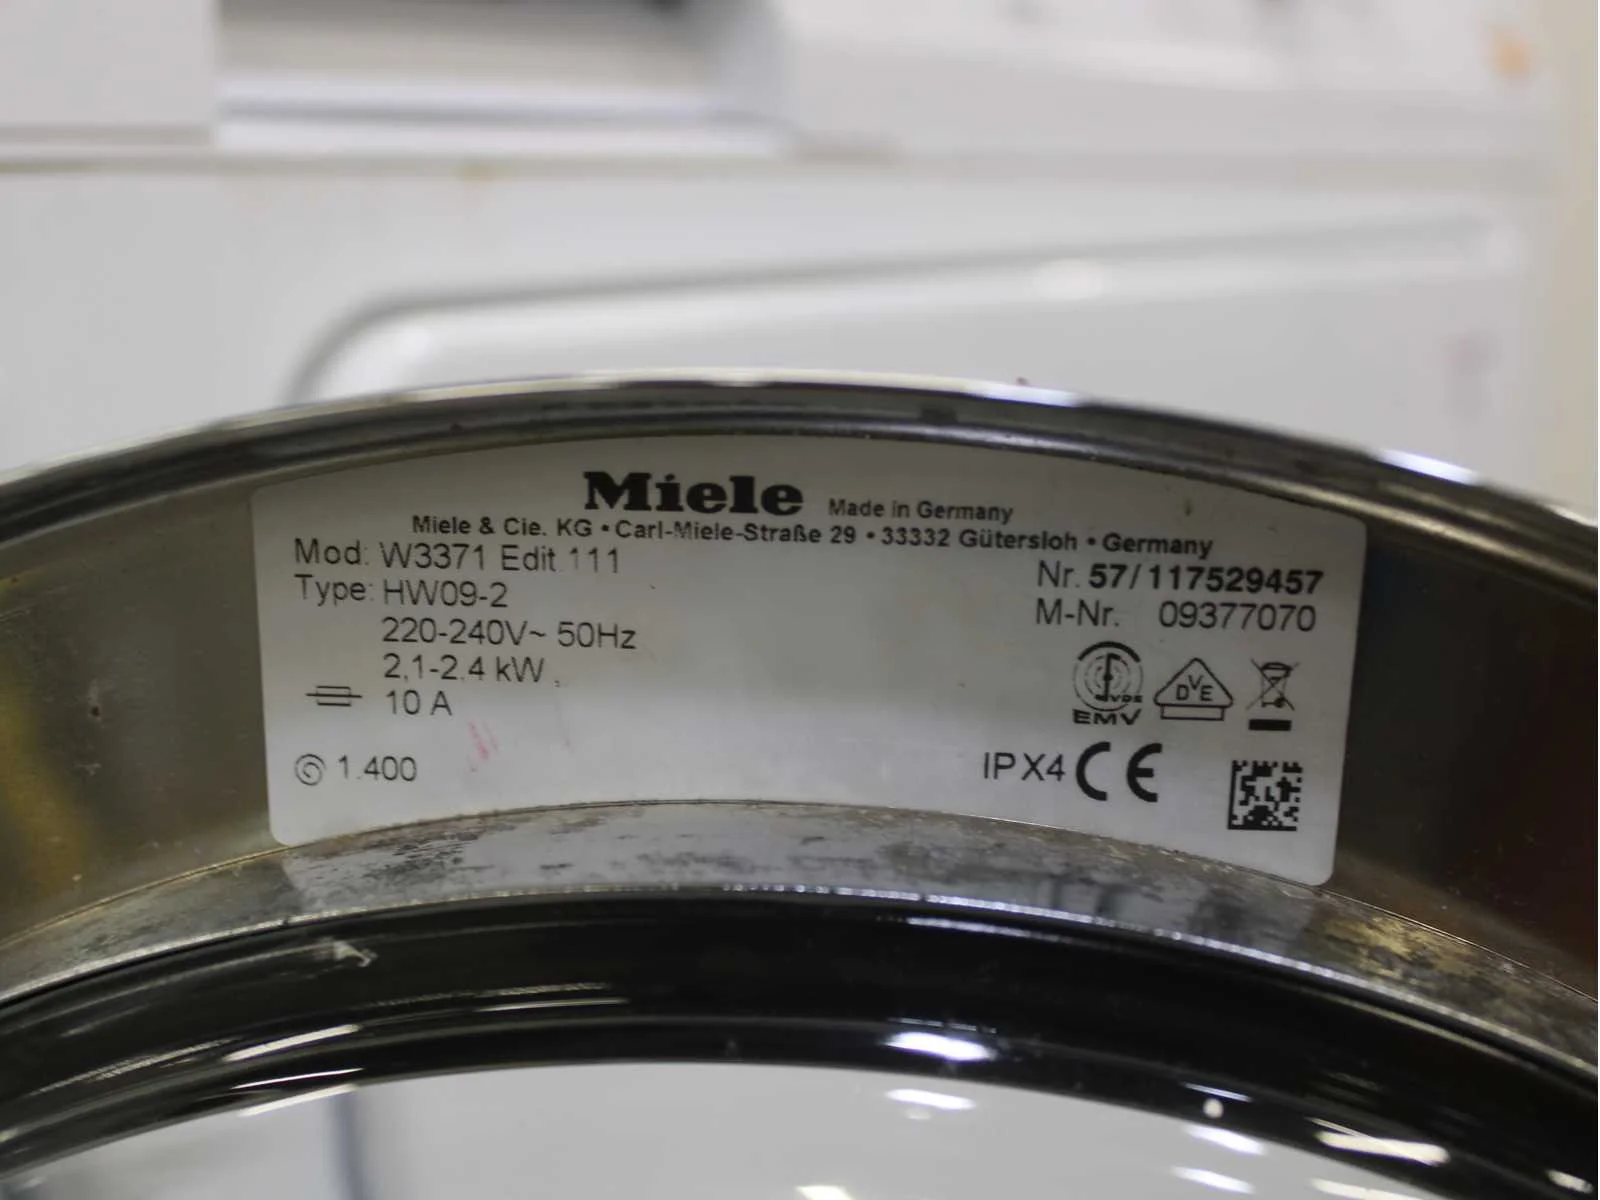 Miele Made in Germany
Miele & Cie. KG • Carl-Miele-Straße 29 • 33332 Gütersloh • Germany
Mod: W3371 Edit.111
Type: HW09-2
220-240V~ 50Hz
2,1-2,4 kW
10 A
1.400
Nr. 57/117529457
M-Nr. 09377070
VDE
EMV
DVE
IPX4 CE